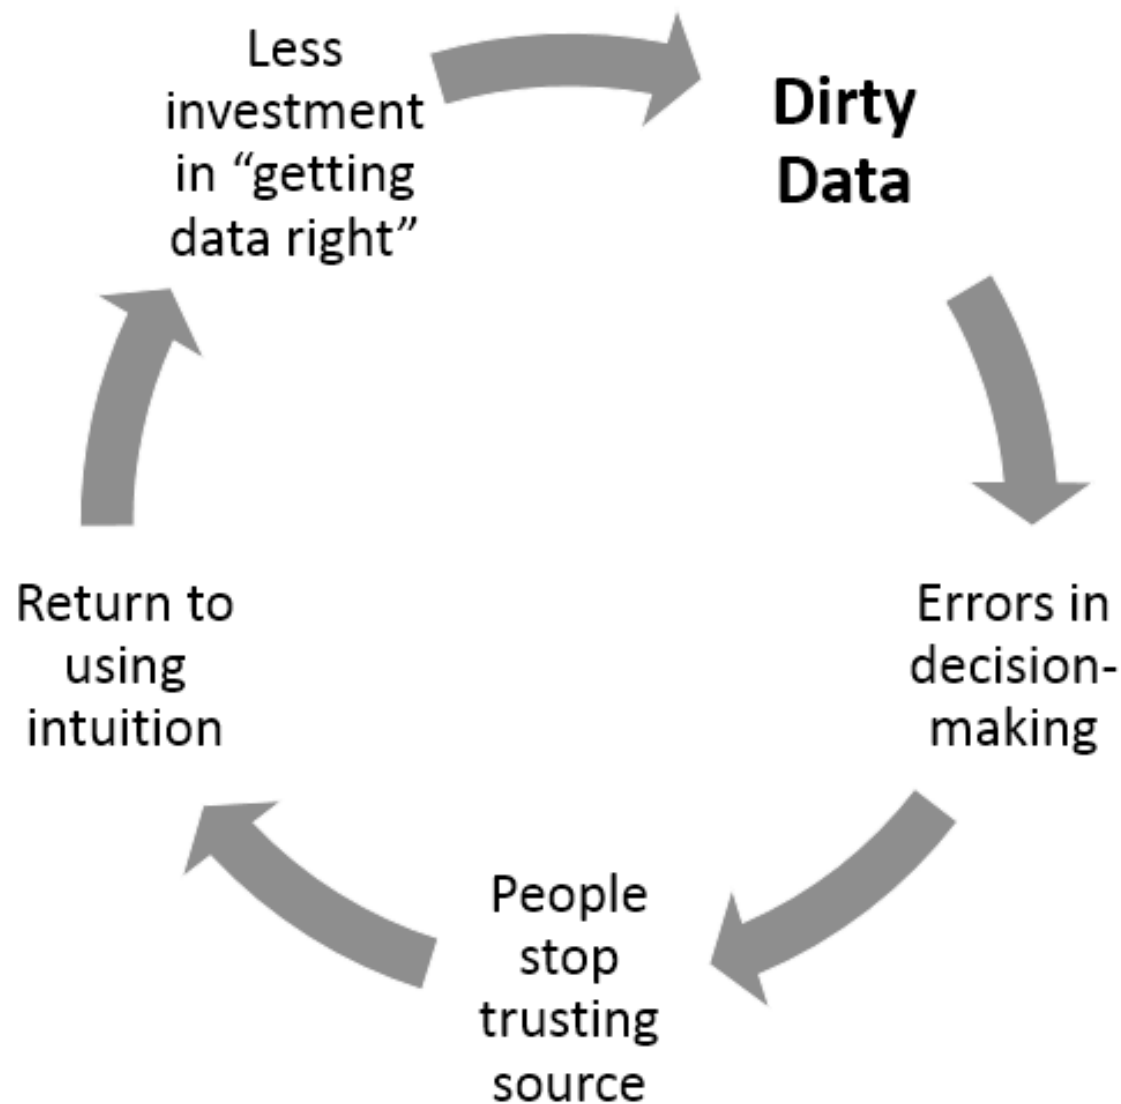 Less
investment
in “getting
data right”
Dirty
Data
Errors in
decision-
making
People
stop
trusting
source
Return to
using
intuition